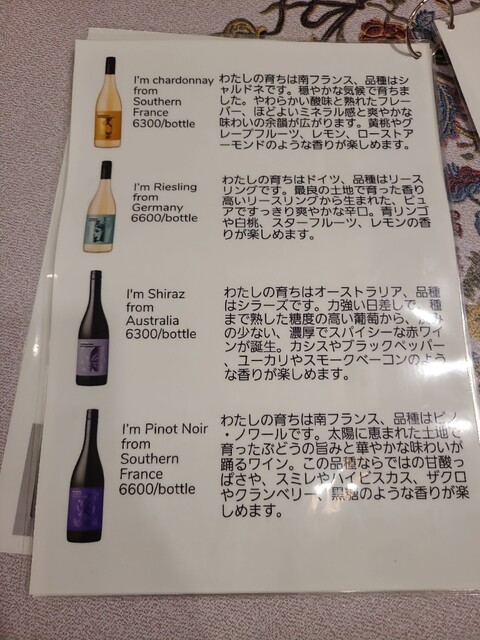 I'm chardonnay
from
Southern
France
6300/bottle
わたしの育ちは南フランス、品種はシ
ャルドネです。穏やかな気候で育ちま
した。やわらかい酸味と熟れたフレー
バー、ほどよいミネラル感と爽やかな
味わいの余韻が広がります。黄桃やグ
レープフルーツ、レモン、ローストア
ーモンドのような香りが楽しめます。
I'm Riesling
from
Germany
6600/bottle
わたしの育ちはドイツ、品種はリース
リングです。最良の土地で育った香り
高いリースリングから生まれた、ピュ
アですっきり爽やかな辛口。青リンゴ
や白桃、スターフルーツ、レモンの香
りが楽しめます。
I'm Shiraz
from
Australia
6300/bottle
わたしの育ちはオーストラリア、品種
はシラーズです。力強い日差しで、種
まで熟した糖度の高い葡萄から、
の少ない、濃厚でスパイシーな赤ワイ
ンが誕生。カシスやブラックペッパー
、ユーカリやスモークベーコンのよう
な香りが楽しめます。
I'm Pinot Noir
from
Southern
France
6600/bottle
わたしの育ちは南フランス、品種はピノ
・ノワールです。太陽に恵まれた土地で
育ったぶどうの旨みと華やかな味わいが
踊るワイン。この品種ならではの甘酸っ
ぱさや、スミレやハイビスカス、ザクロ
やクランベリー、黒糖のような香りが楽
しめます。